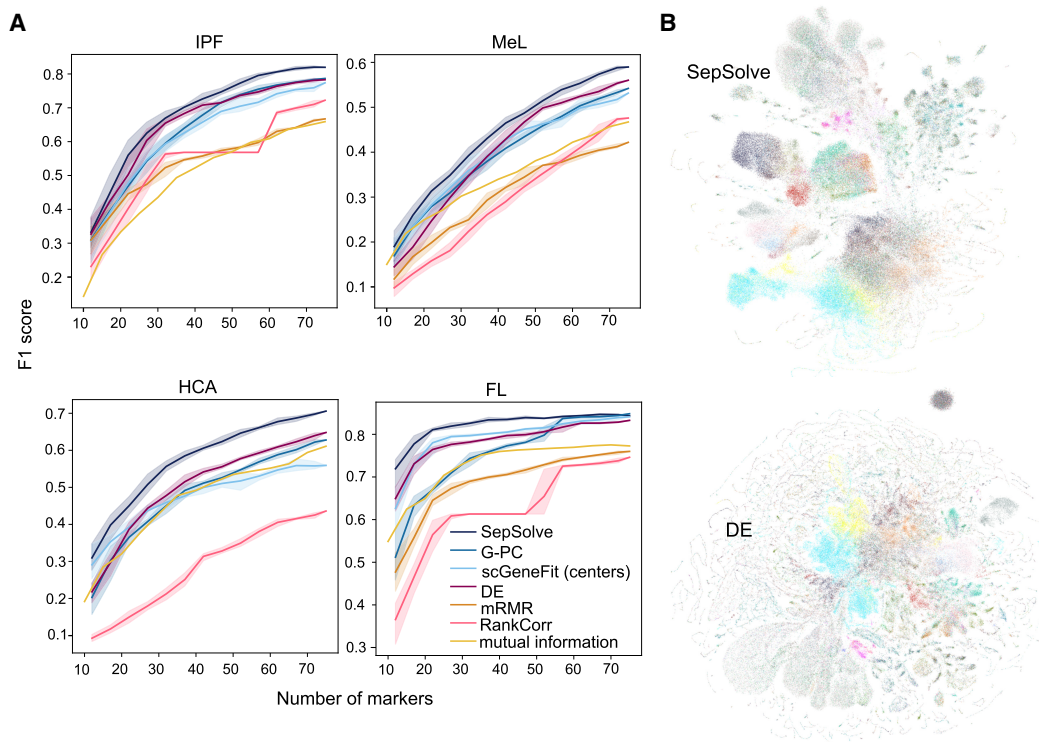 A
B
IPF
MeL
0.8
0.7
0.6
0.5
0.4
0.3
0.2
10 20 30 40 50 60 70
0.6
0.5
0.4
0.3
0.2
0.1
10 20 30 40 50 60 70
F1 score
HCA
FL
0.7
0.6
0.5
0.4
0.3
0.2
0.1
10 20 30 40 50 60 70
0.8
0.7
0.6
0.5
0.4
0.3
10 20 30 40 50 60 70
SepSolve
G-PC
scGeneFit (centers)
DE
mRMR
RankCorr
mutual information
Number of markers
SepSolve
DE